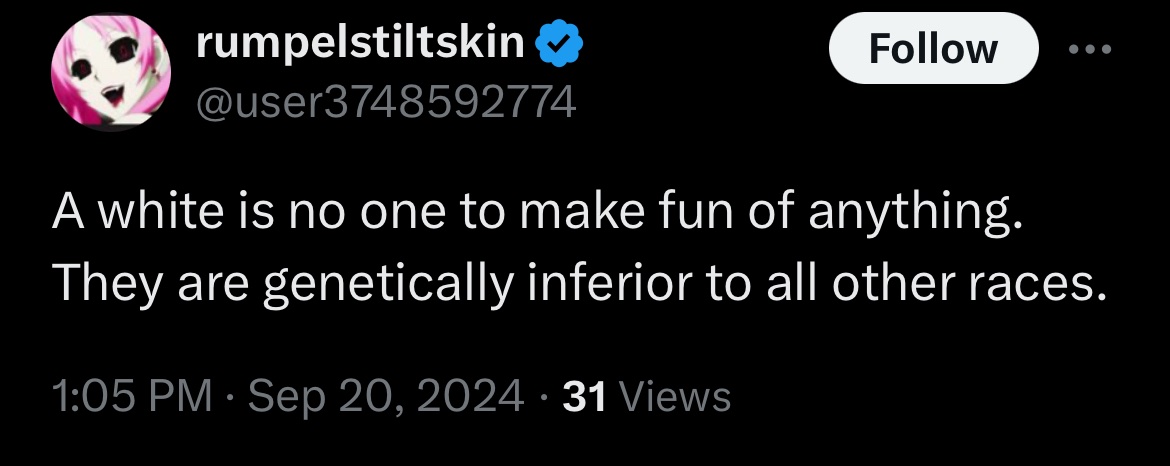 rumpelstiltskin
Follow
@user3748592774
A white is no one to make fun of anything.
They are genetically inferior to all other races.
1:05 PM · Sep 20, 2024 · 31 Views